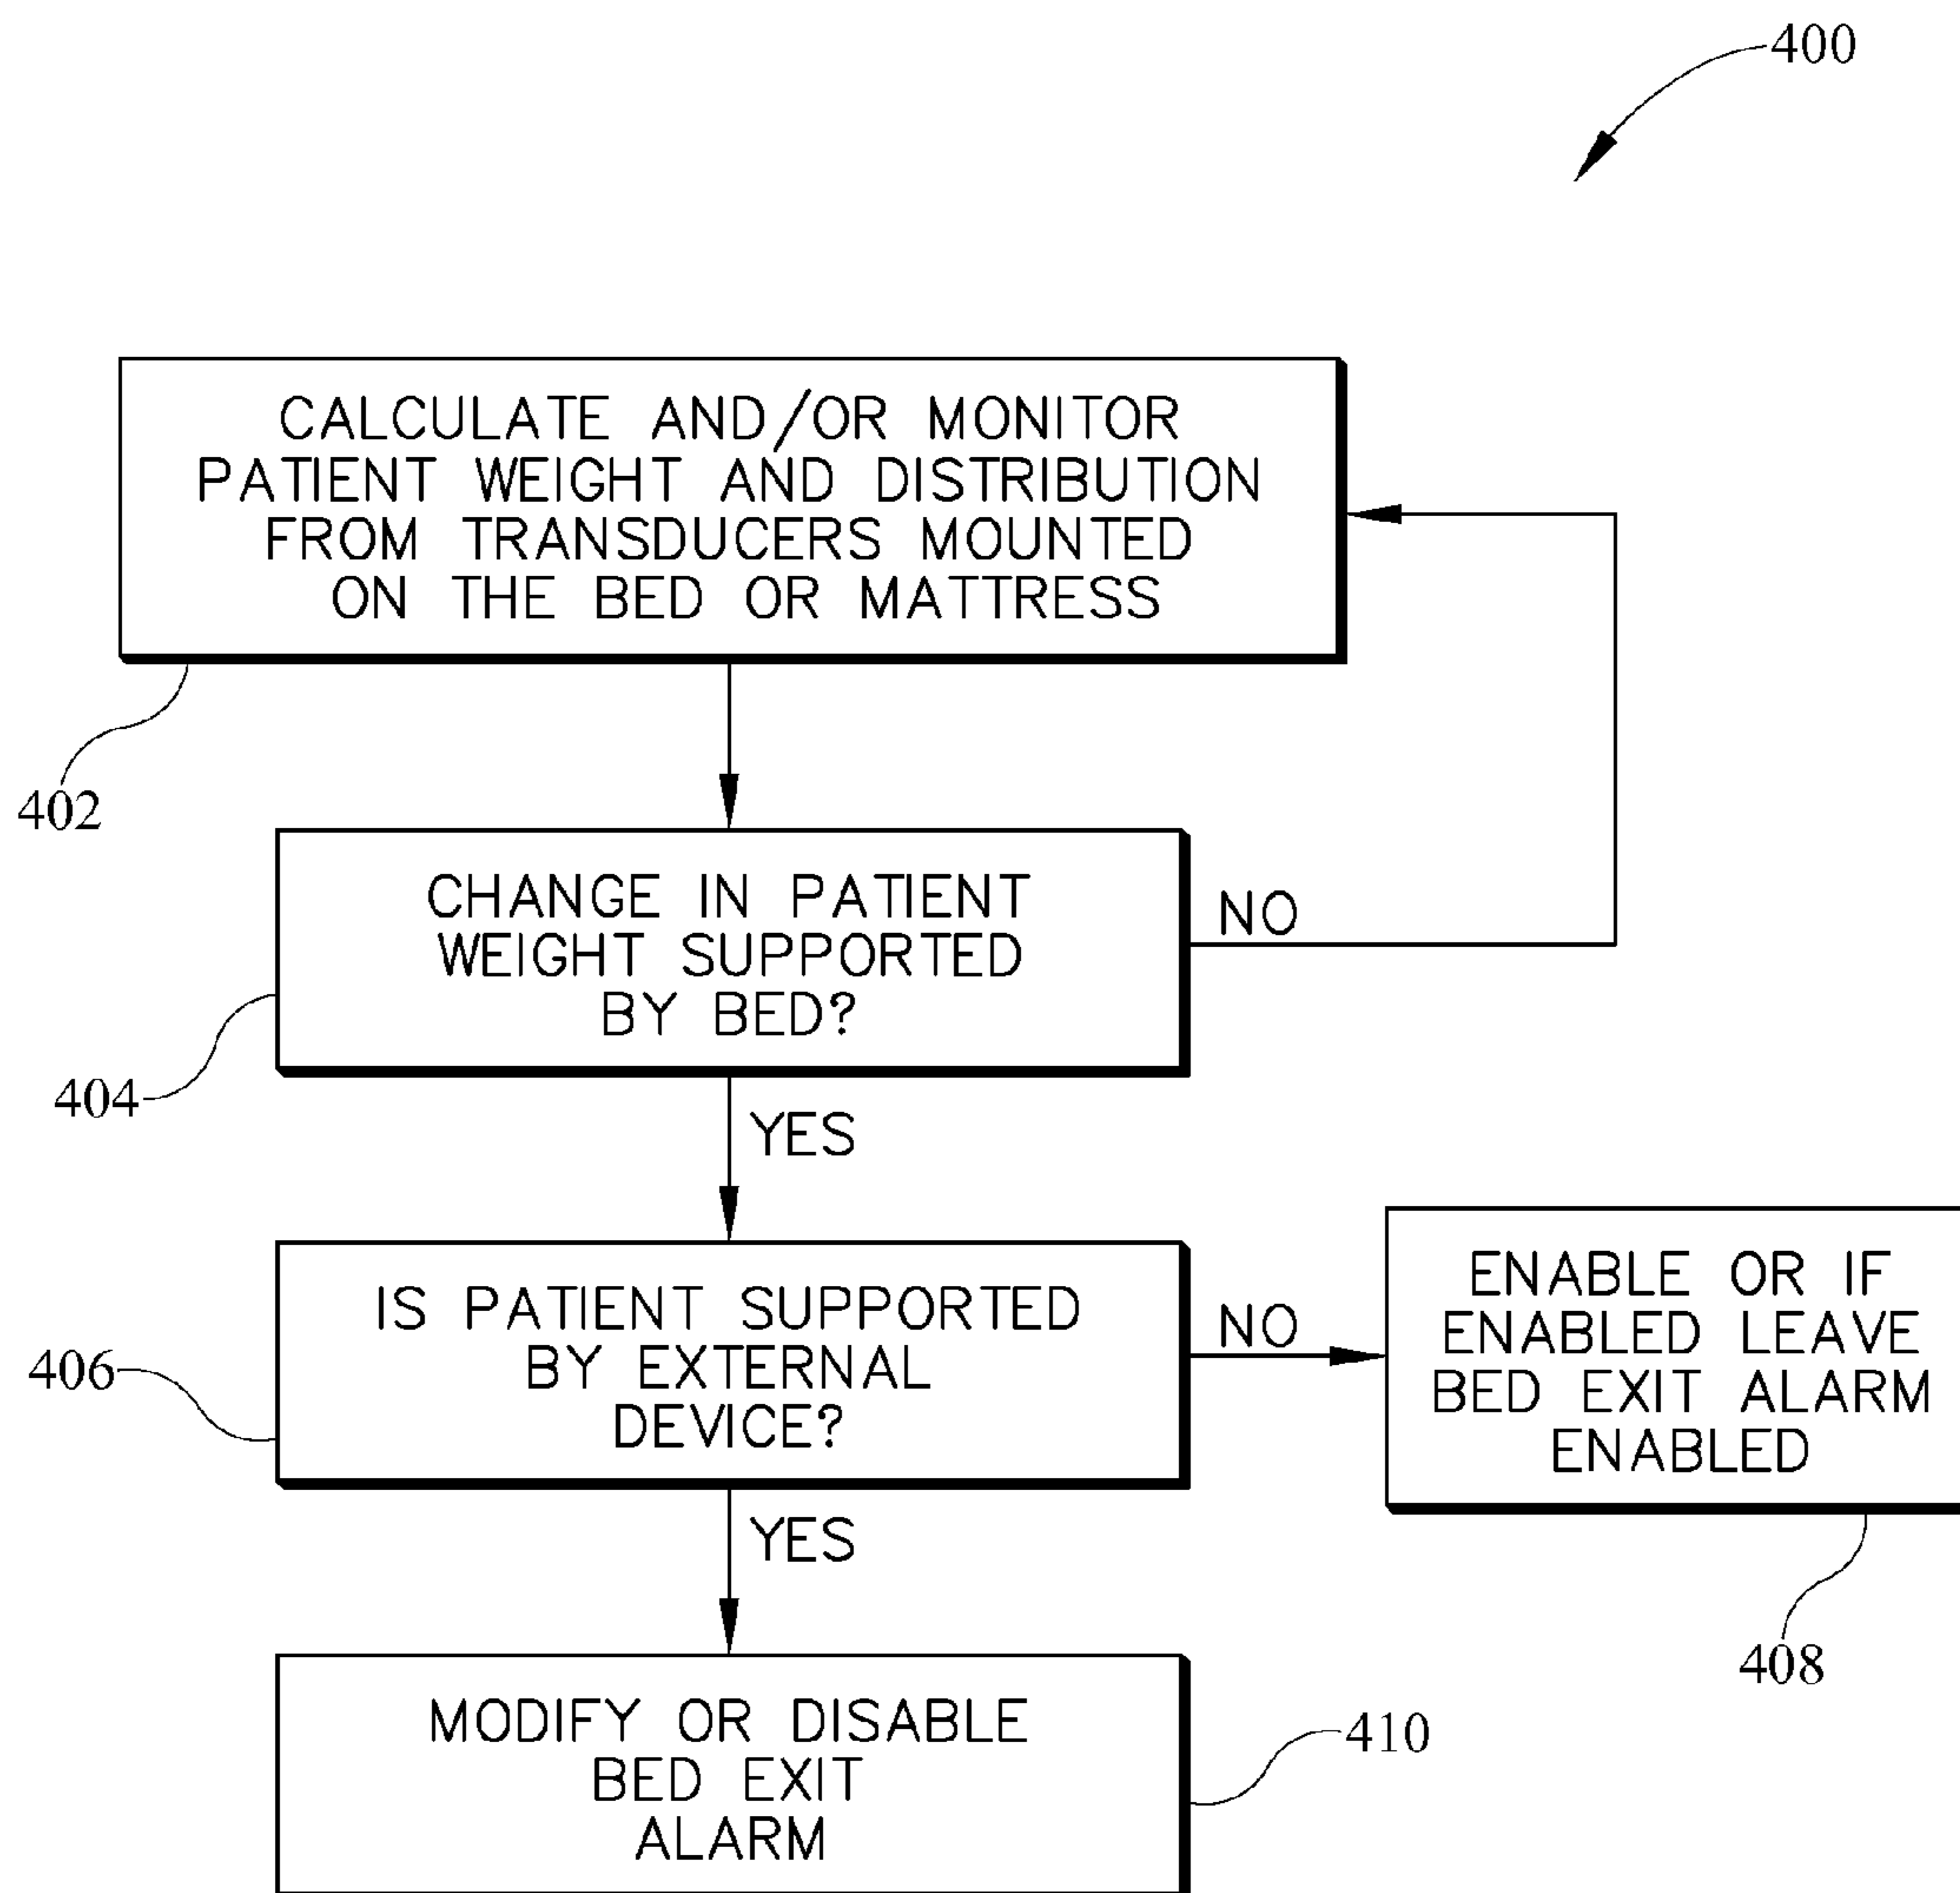 400
CALCULATE AND/OR MONITOR
PATIENT WEIGHT AND DISTRIBUTION
FROM TRANSDUCERS MOUNTED
ON THE BED OR MATTRESS
402
CHANGE IN PATIENT
WEIGHT SUPPORTED
BY BED?
NO
404
YES
IS PATIENT SUPPORTED
BY EXTERNAL
DEVICE?
406
NO
ENABLE OR IF
ENABLED LEAVE
BED EXIT ALARM
ENABLED
408
YES
MODIFY OR DISABLE
BED EXIT
ALARM
410